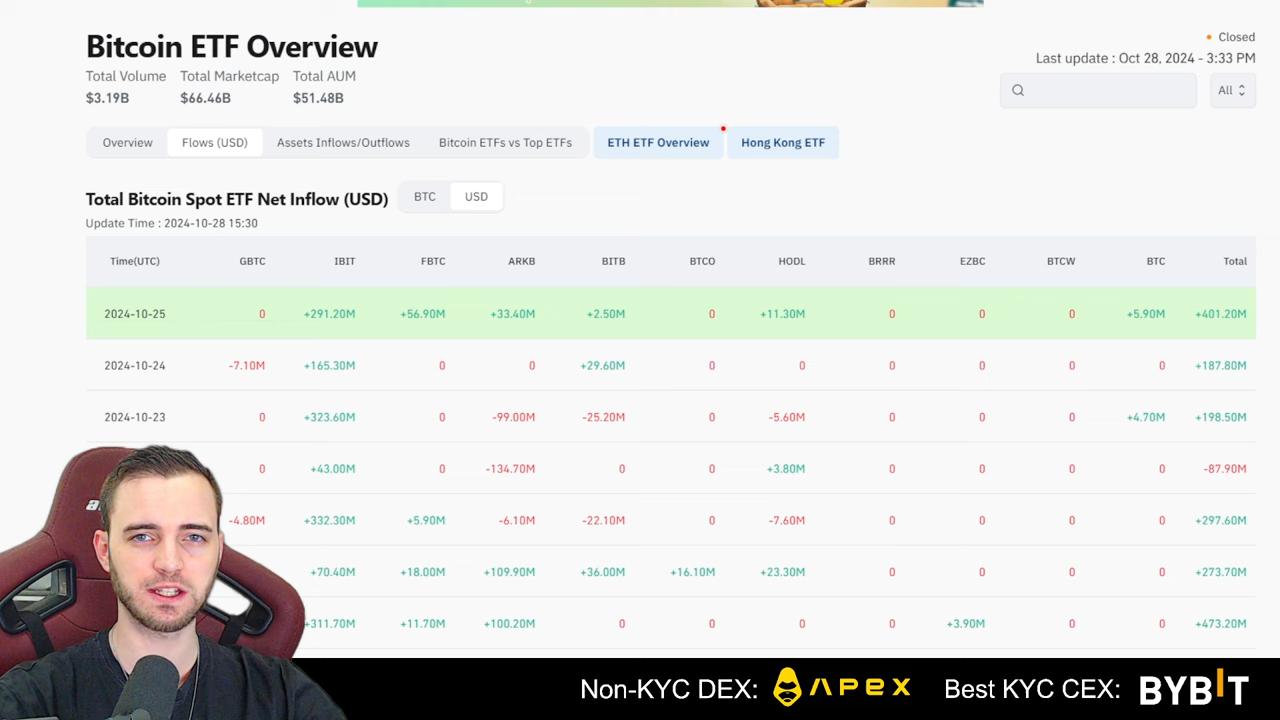 Bitcoin ETF Overview
Closed
Last update : Oct 28, 2024 - 3:33 PM
Total Volume Total Marketcap Total AUM
$3.19B $66.46B $51.48B
All
Overview Flows (USD) Assets Inflows/Outflows Bitcoin ETFs vs Top ETFs ETH ETF Overview Hong Kong ETF
Total Bitcoin Spot ETF Net Inflow (USD) BTC USD
Update Time : 2024-10-28 15:30
Time(UTC) GBTC IBIT FBTC ARKB BITB BTCO HODL BRRR EZBC BTCW BTC Total
2024-10-25 0 +291.20M +56.90M +33.40M +2.50M 0 +11.30M 0 0 0 +5.90M +401.20M
2024-10-24 -7.10M +165.30M 0 0 +29.60M 0 0 0 0 0 0 +187.80M
2024-10-23 0 +323.60M 0 -99.00M -25.20M 0 -5.60M 0 0 0 +4.70M +198.50M
0 +43.00M 0 -134.70M 0 0 +3.80M 0 0 0 0 -87.90M
-4.80M +332.30M +5.90M -6.10M -22.10M 0 -7.60M 0 0 0 0 +297.60M
+70.40M +18.00M +109.90M +36.00M +16.10M +23.30M 0 0 0 0 +273.70M
+311.70M +11.70M +100.20M 0 0 0 0 +3.90M 0 0 +473.20M
Non-KYC DEX: APEX Best KYC CEX: BYBIT